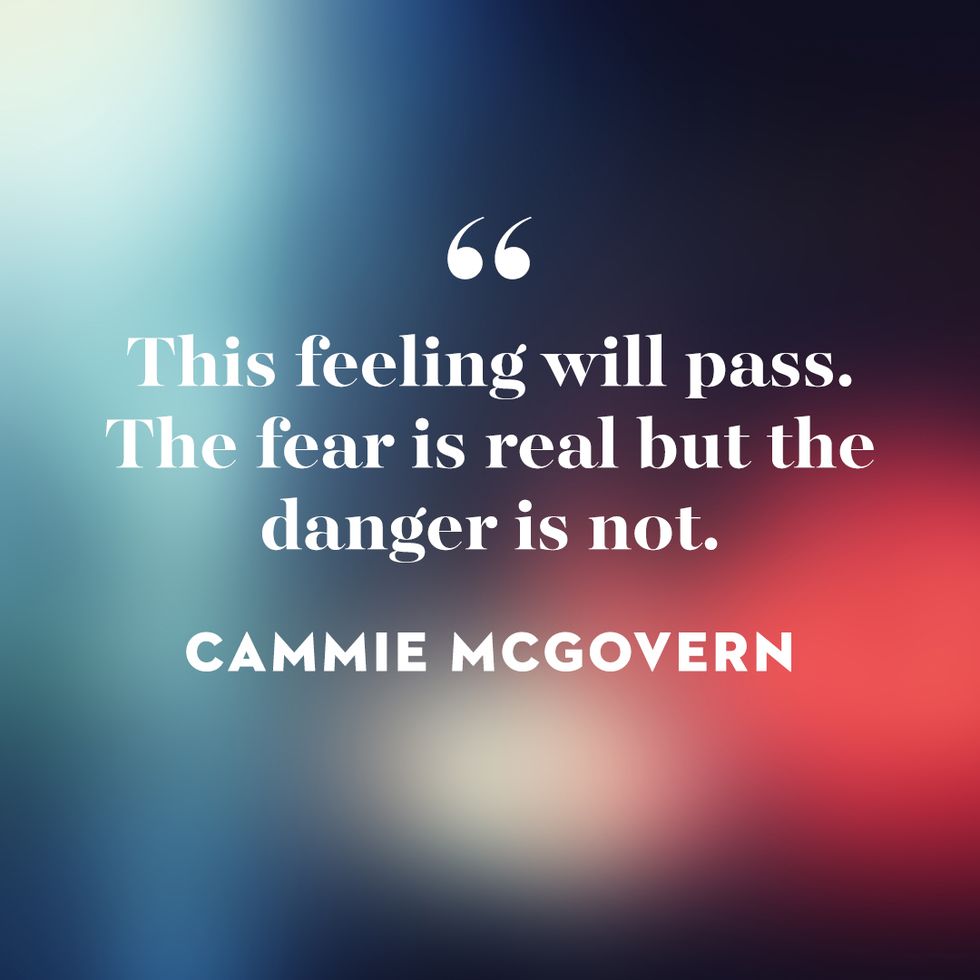 “
This feeling will pass.
The fear is real but the
danger is not.
CAMMIE MCGOVERN